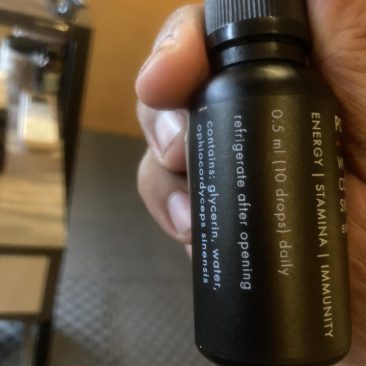 ENERGY | STAMINA | IMMUNITY
0.5 ml (10 drops) daily
refrigerate after opening
contains: glycerin, water,
ophiocordyceps sinensis